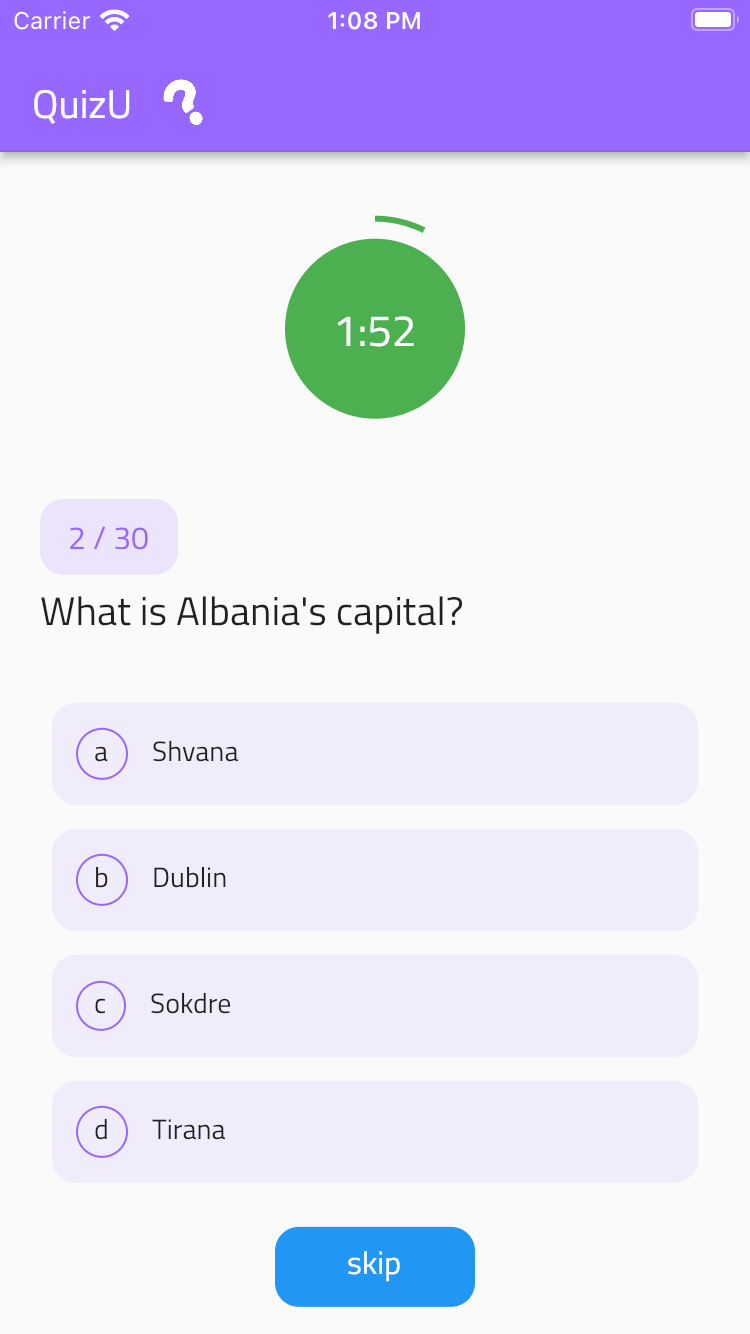 Carrier 1:08 PM
QuizU
1:52
2 / 30
What is Albania's capital?
a Shvana
b Dublin
c Sokdre
d Tirana
skip